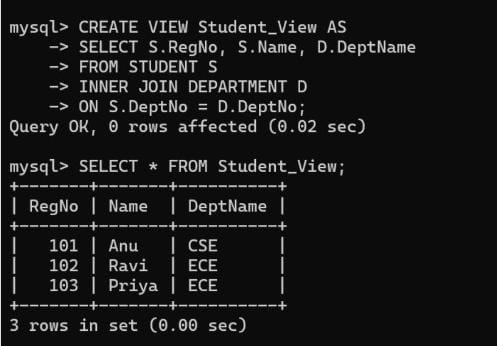 mysql> CREATE VIEW Student_View AS
    -> SELECT S.RegNo, S.Name, D.DeptName
    -> FROM STUDENT S
    -> INNER JOIN DEPARTMENT D
    -> ON S.DeptNo = D.DeptNo;
Query OK, 0 rows affected (0.02 sec)

mysql> SELECT * FROM Student_View;
+-------+-------+----------+
| RegNo | Name  | DeptName |
+-------+-------+----------+
|   101 | Anu   | CSE      |
|   102 | Ravi  | ECE      |
|   103 | Priya | ECE      |
+-------+-------+----------+
3 rows in set (0.00 sec)